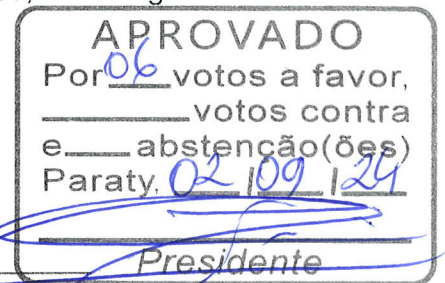 APROVADO
Por 06 votos a favor,
votos contra
e abstenção(ões)
Paraty, 02 / 09 / 24
Presidente